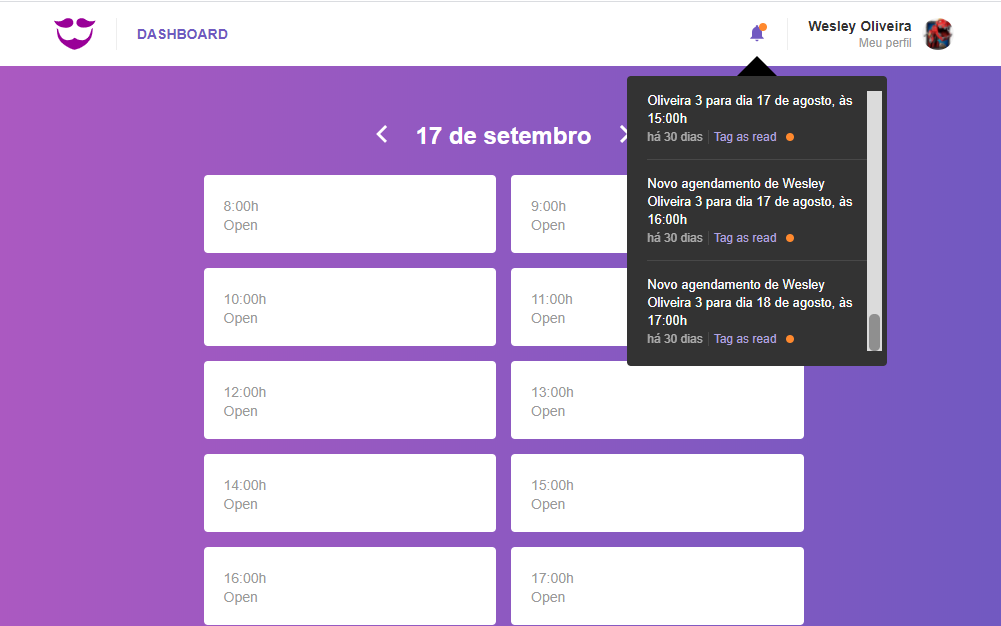 DASHBOARD
Wesley Oliveira
Meu perfil
17 de setembro
Oliveira 3 para dia 17 de agosto, às
15:00h
há 30 dias Tag as read
Novo agendamento de Wesley
Oliveira 3 para dia 17 de agosto, às
16:00h
há 30 dias Tag as read
Novo agendamento de Wesley
Oliveira 3 para dia 18 de agosto, às
17:00h
há 30 dias Tag as read
8:00h
Open
9:00h
Open
10:00h
Open
11:00h
Open
12:00h
Open
13:00h
Open
14:00h
Open
15:00h
Open
16:00h
Open
17:00h
Open